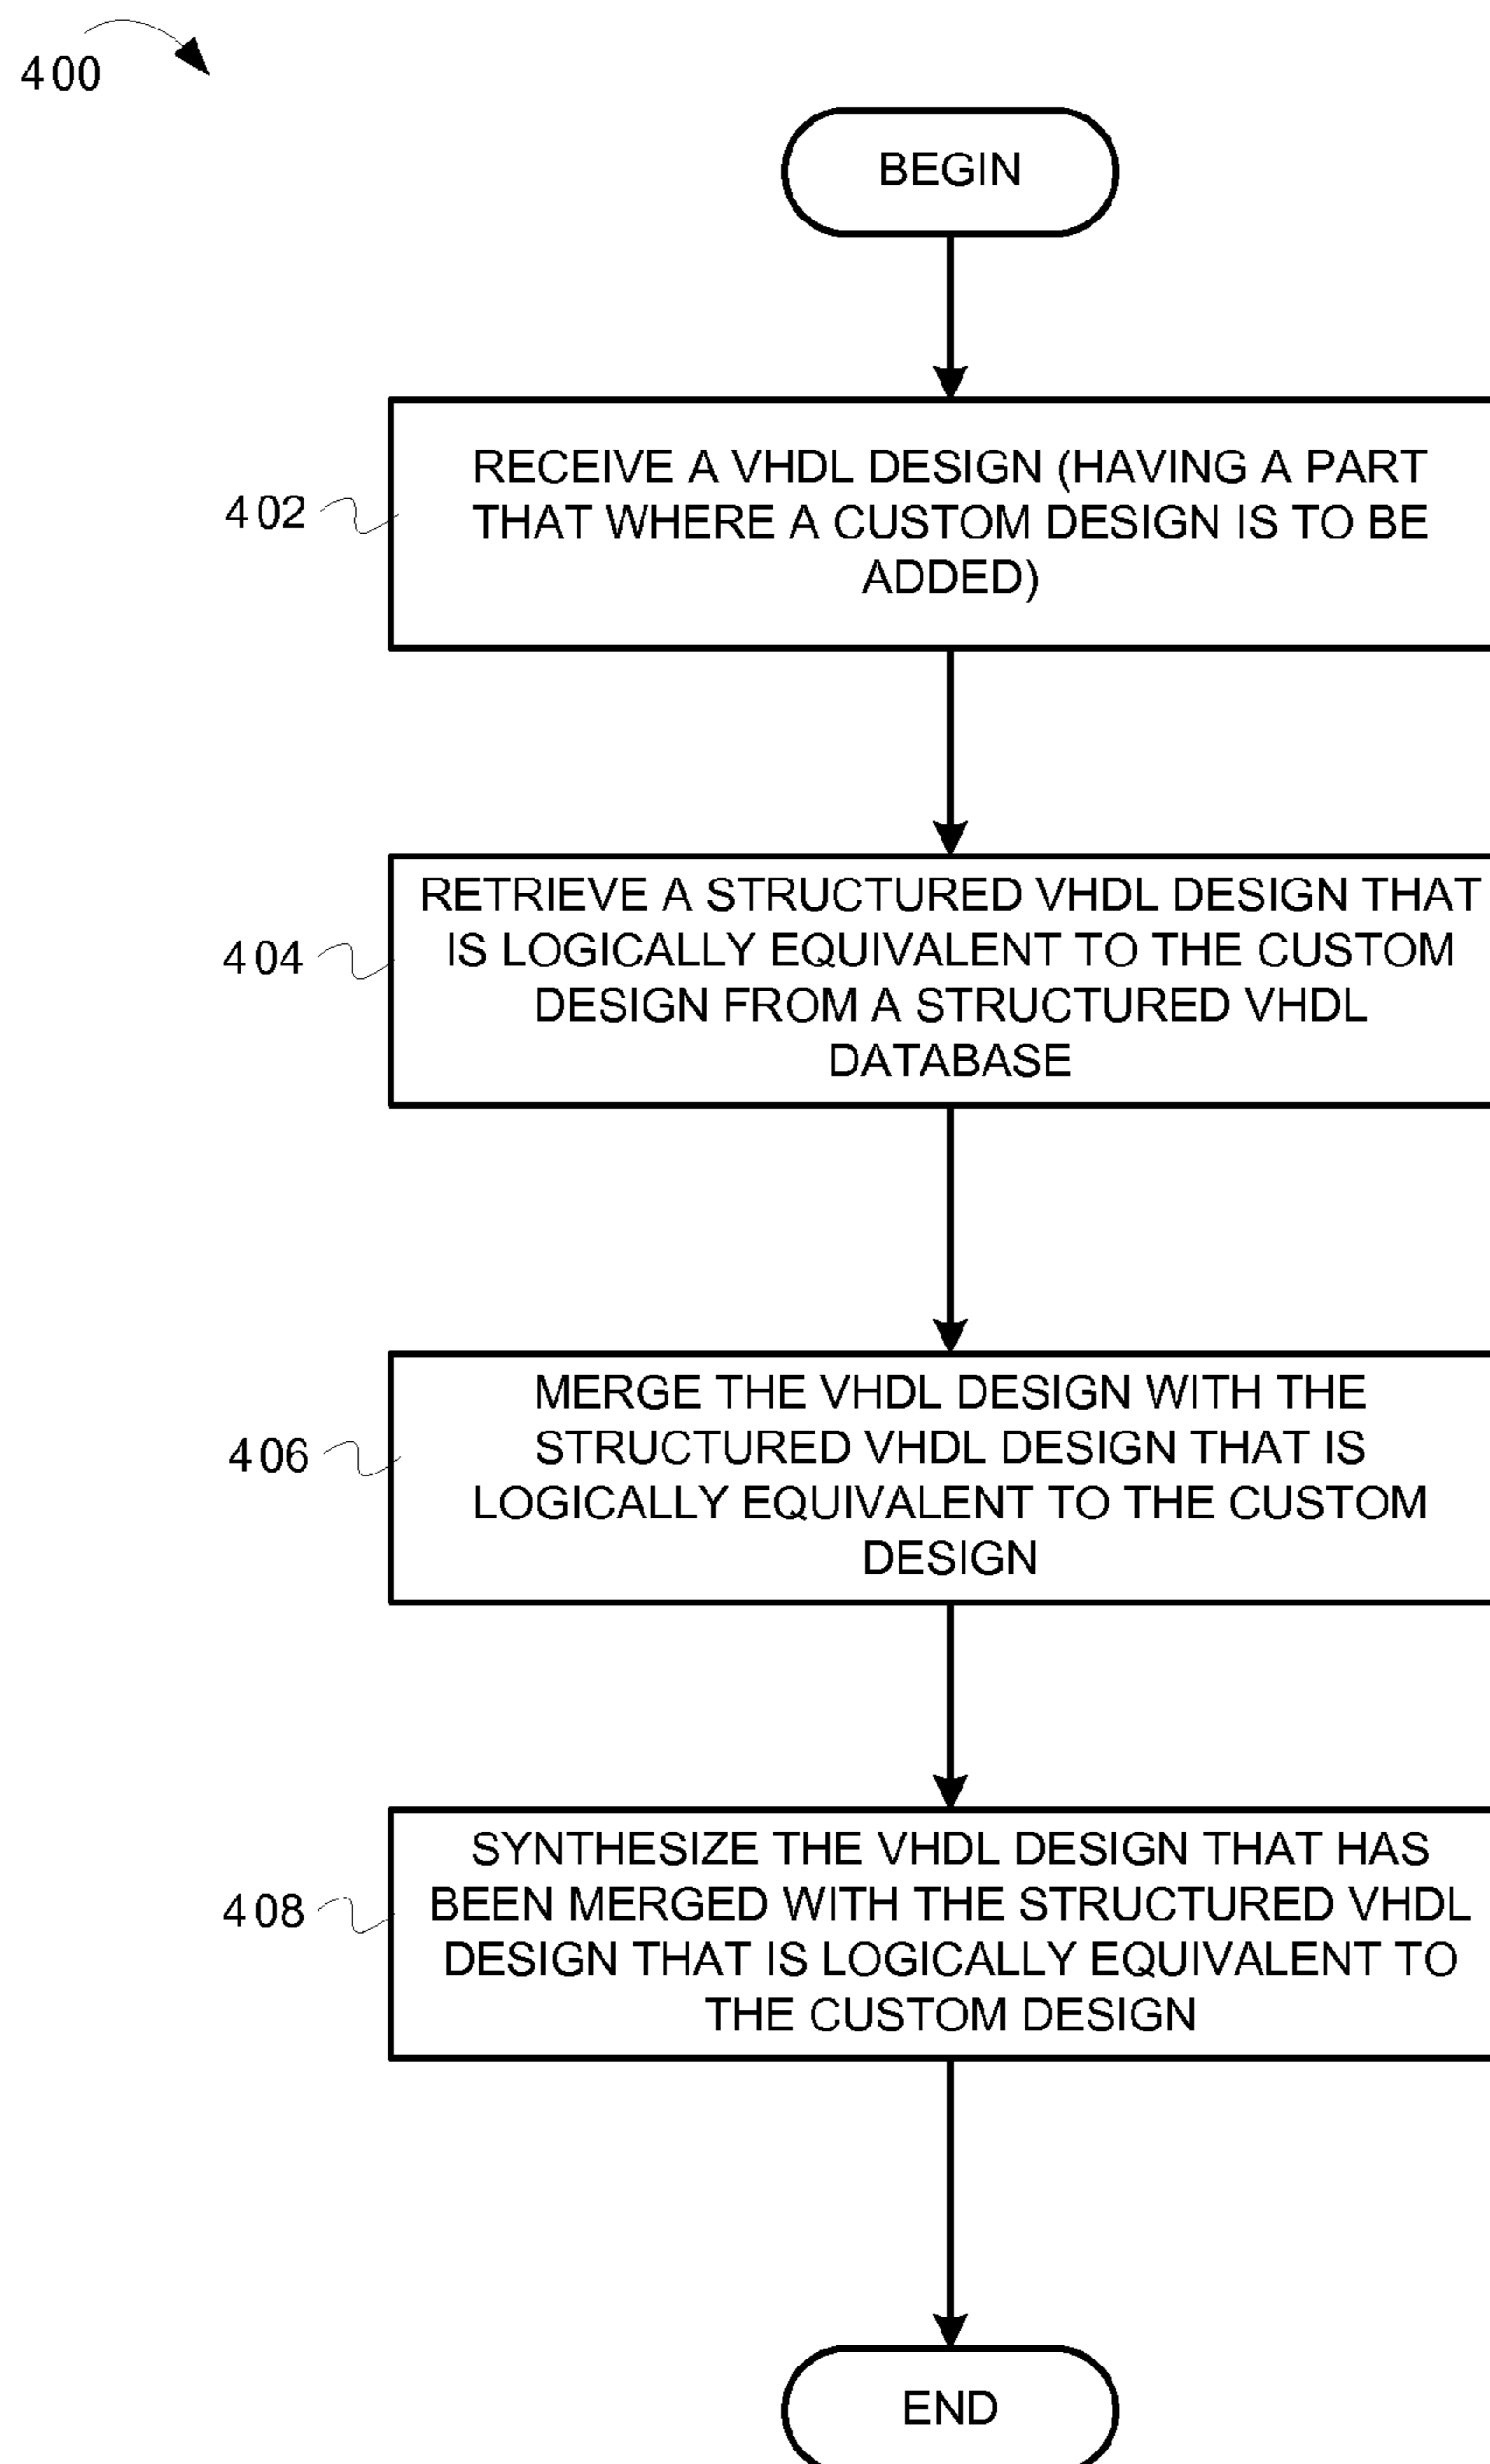 400
BEGIN
402
RECEIVE A VHDL DESIGN (HAVING A PART
THAT WHERE A CUSTOM DESIGN IS TO BE
ADDED)
404
RETRIEVE A STRUCTURED VHDL DESIGN THAT
IS LOGICALLY EQUIVALENT TO THE CUSTOM
DESIGN FROM A STRUCTURED VHDL
DATABASE
406
MERGE THE VHDL DESIGN WITH THE
STRUCTURED VHDL DESIGN THAT IS
LOGICALLY EQUIVALENT TO THE CUSTOM
DESIGN
408
SYNTHESIZE THE VHDL DESIGN THAT HAS
BEEN MERGED WITH THE STRUCTURED VHDL
DESIGN THAT IS LOGICALLY EQUIVALENT TO
THE CUSTOM DESIGN
END